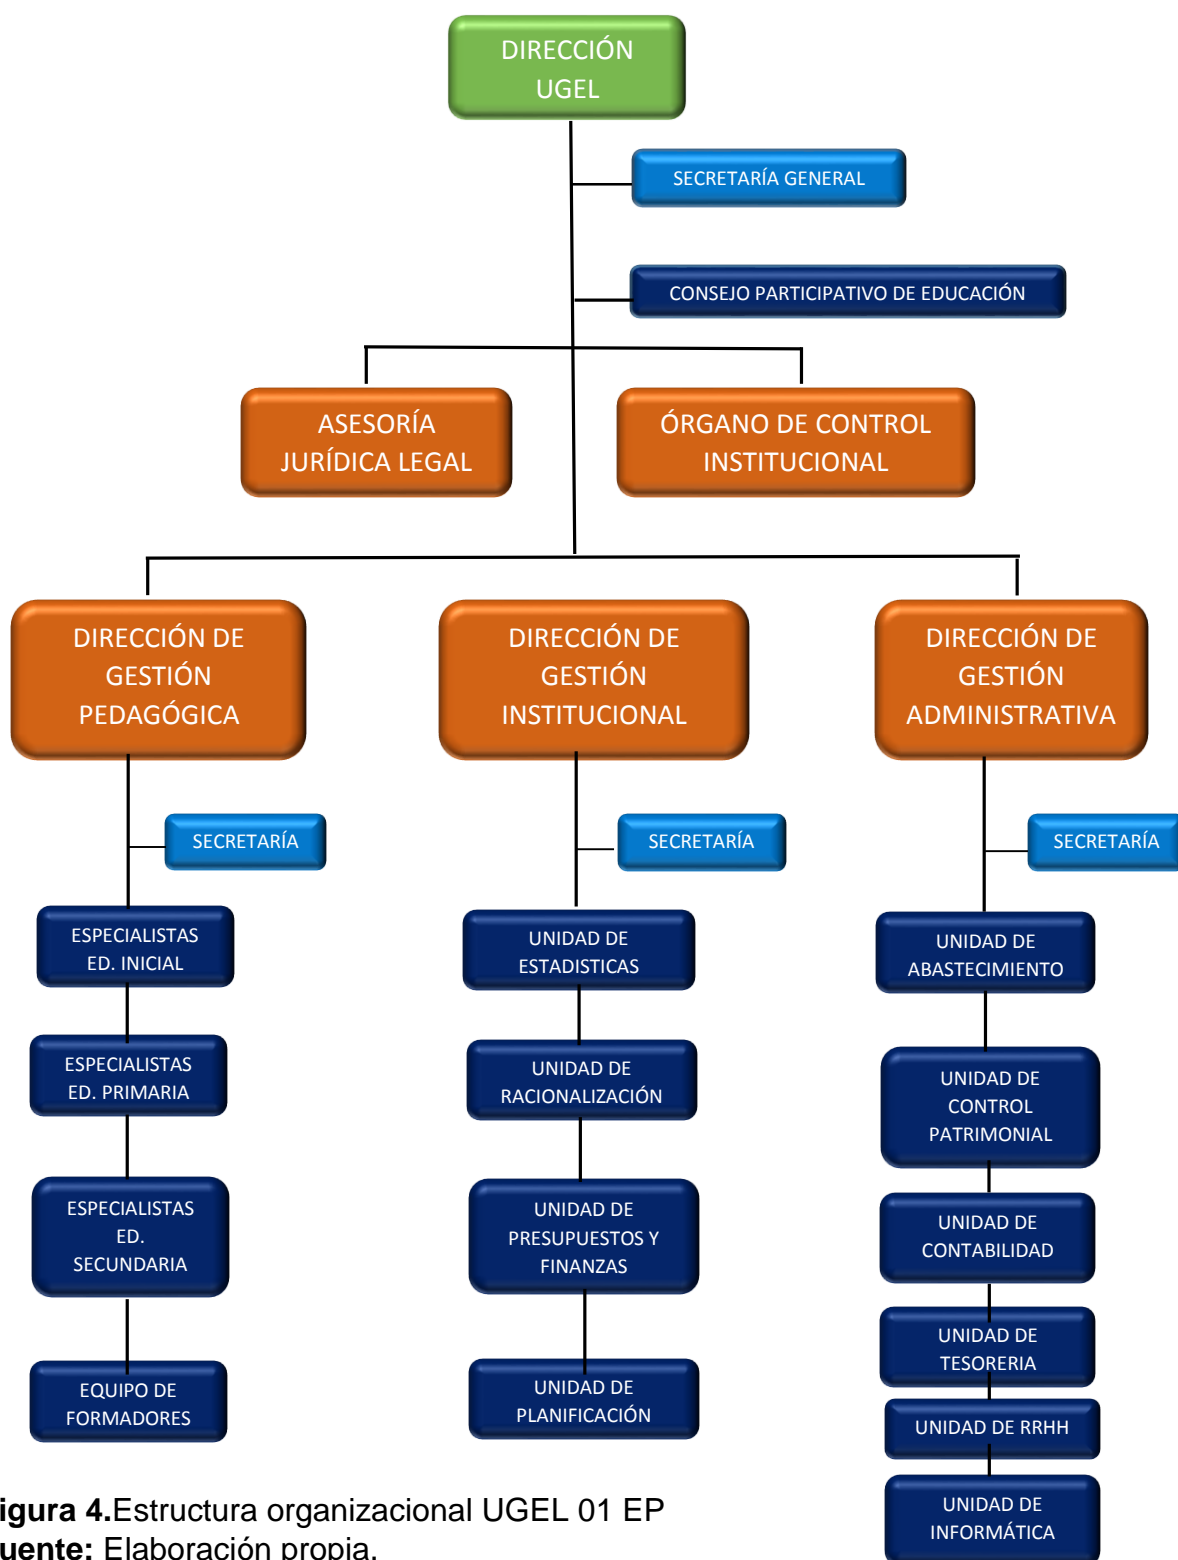 DIRECCIÓN
UGEL
SECRETARÍA GENERAL
CONSEJO PARTICIPATIVO DE EDUCACIÓN
ASESORÍA
JURÍDICA LEGAL
ÓRGANO DE CONTROL
INSTITUCIONAL
DIRECCIÓN DE
GESTIÓN
PEDAGÓGICA
DIRECCIÓN DE
GESTIÓN
INSTITUCIONAL
DIRECCIÓN DE
GESTIÓN
ADMINISTRATIVA
SECRETARÍA
SECRETARÍA
SECRETARÍA
ESPECIALISTAS
ED. INICIAL
ESPECIALISTAS
ED. PRIMARIA
ESPECIALISTAS
ED.
SECUNDARIA
EQUIPO DE
FORMADORES
UNIDAD DE
ESTADISTICAS
UNIDAD DE
RACIONALIZACIÓN
UNIDAD DE
PRESUPUESTOS Y
FINANZAS
UNIDAD DE
PLANIFICACIÓN
UNIDAD DE
ABASTECIMIENTO
UNIDAD DE
CONTROL
PATRIMONIAL
UNIDAD DE
CONTABILIDAD
UNIDAD DE
TESORERIA
UNIDAD DE RRHH
UNIDAD DE
INFORMÁTICA
igura 4.Estructura organizacional UGEL 01 EP
uente: Elaboración propia.